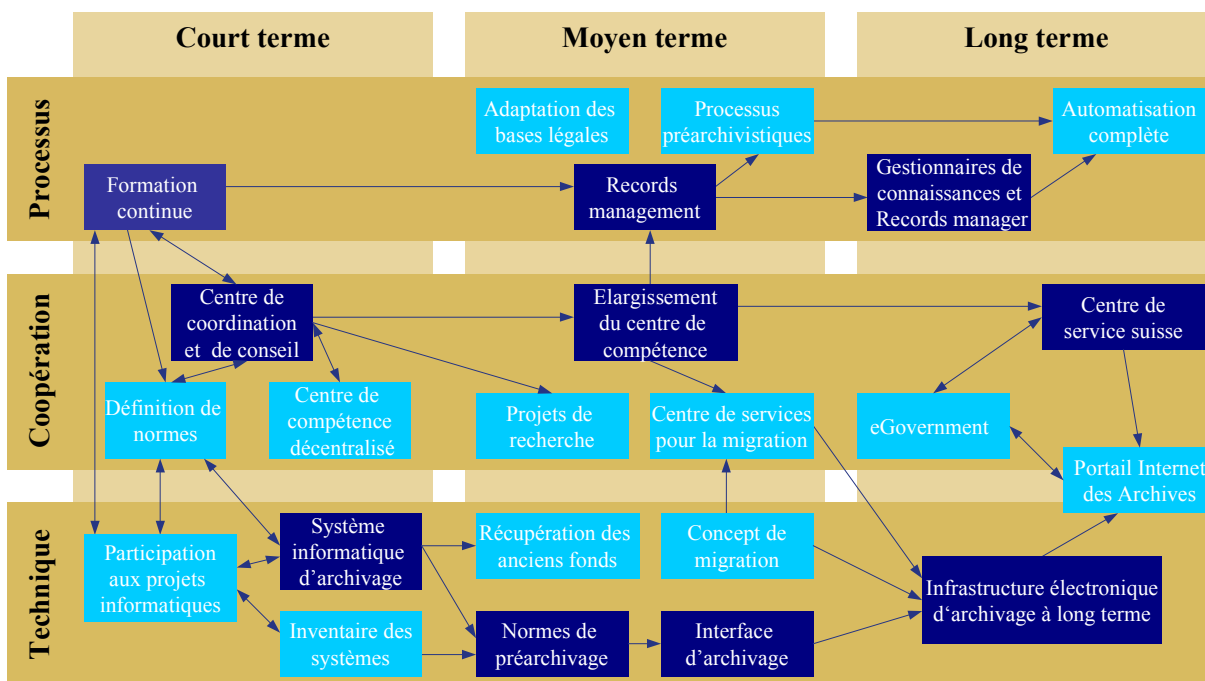 Court terme
Moyen terme
Long terme
Processus
Adaptation des
bases légales
Processus
préarchivistiques
Automatisation
complète
Formation
continue
Records
management
Gestionnaires de
connaissances et
Records manager
Coopération
Centre de
coordination
et de conseil
Elargissement
du centre de
compétence
Centre de
service suisse
Définition de
normes
Centre de
compétence
décentralisé
Projets de
recherche
Centre de services
pour la migration
eGovernment
Portail Internet
des Archives
Technique
Participation
aux projets
informatiques
Système
informatique
d’archivage
Récupération des
anciens fonds
Concept de
migration
Infrastructure électronique
d‘archivage à long terme
Inventaire des
systèmes
Normes de
préarchivage
Interface
d’archivage